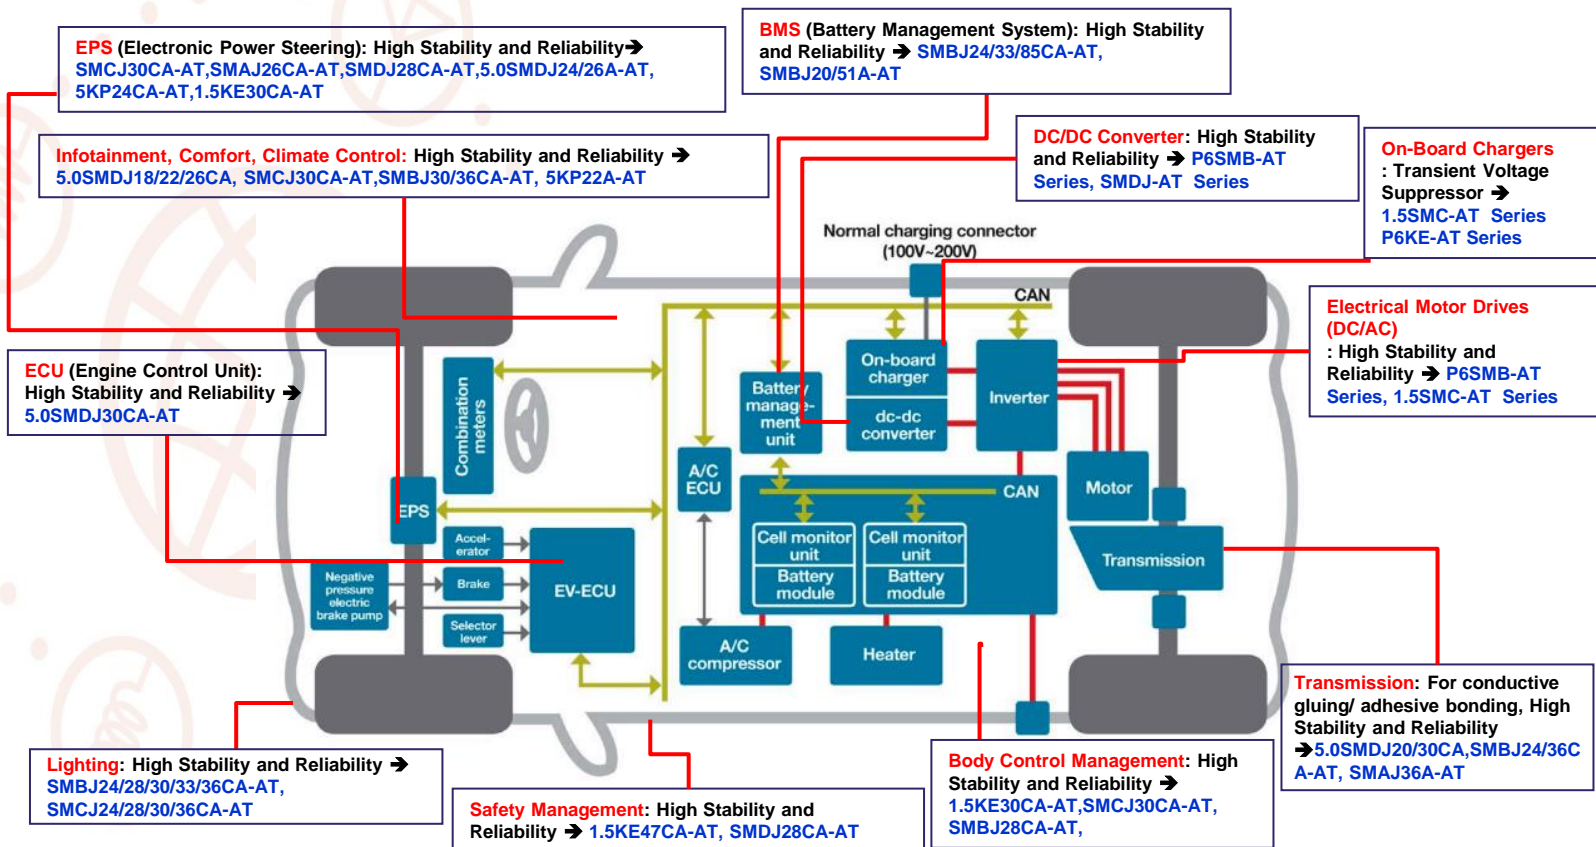 EPS (Electronic Power Steering): High Stability and Reliability➔
SMCJ30CA-AT,SMAJ26CA-AT,SMDJ28CA-AT,5.0SMDJ24/26A-AT,
5KP24CA-AT,1.5KE30CA-AT
BMS (Battery Management System): High Stability
and Reliability ➔ SMBJ24/33/85CA-AT,
SMBJ20/51A-AT
Infotainment, Comfort, Climate Control: High Stability and Reliability ➔
5.0SMDJ18/22/26CA, SMCJ30CA-AT,SMBJ30/36CA-AT, 5KP22A-AT
DC/DC Converter: High Stability
and Reliability ➔ P6SMB-AT
Series, SMDJ-AT Series
On-Board Chargers
: Transient Voltage
Suppressor ➔
1.5SMC-AT Series
P6KE-AT Series
Normal charging connector
(100V~200V)
CAN
Electrical Motor Drives
(DC/AC)
: High Stability and
Reliability ➔ P6SMB-AT
Series, 1.5SMC-AT Series
ECU (Engine Control Unit):
High Stability and Reliability ➔
5.0SMDJ30CA-AT
Combination
meters
Battery
manage-
ment
unit
On-board
charger
dc-dc
converter
Inverter
A/C
ECU
CAN
Motor
EPS
Cell monitor
unit
Battery
module
Cell monitor
unit
Battery
module
Transmission
Accel-
erator
Brake
Selector
lever
Negative
pressure
electric
brake pump
EV-ECU
A/C
compressor
Heater
Transmission: For conductive
gluing/ adhesive bonding, High
Stability and Reliability
➔5.0SMDJ20/30CA,SMBJ24/36C
A-AT, SMAJ36A-AT
Lighting: High Stability and Reliability ➔
SMBJ24/28/30/33/36CA-AT,
SMCJ24/28/30/36CA-AT
Safety Management: High Stability and
Reliability ➔ 1.5KE47CA-AT, SMDJ28CA-AT
Body Control Management: High
Stability and Reliability ➔
1.5KE30CA-AT,SMCJ30CA-AT,
SMBJ28CA-AT,